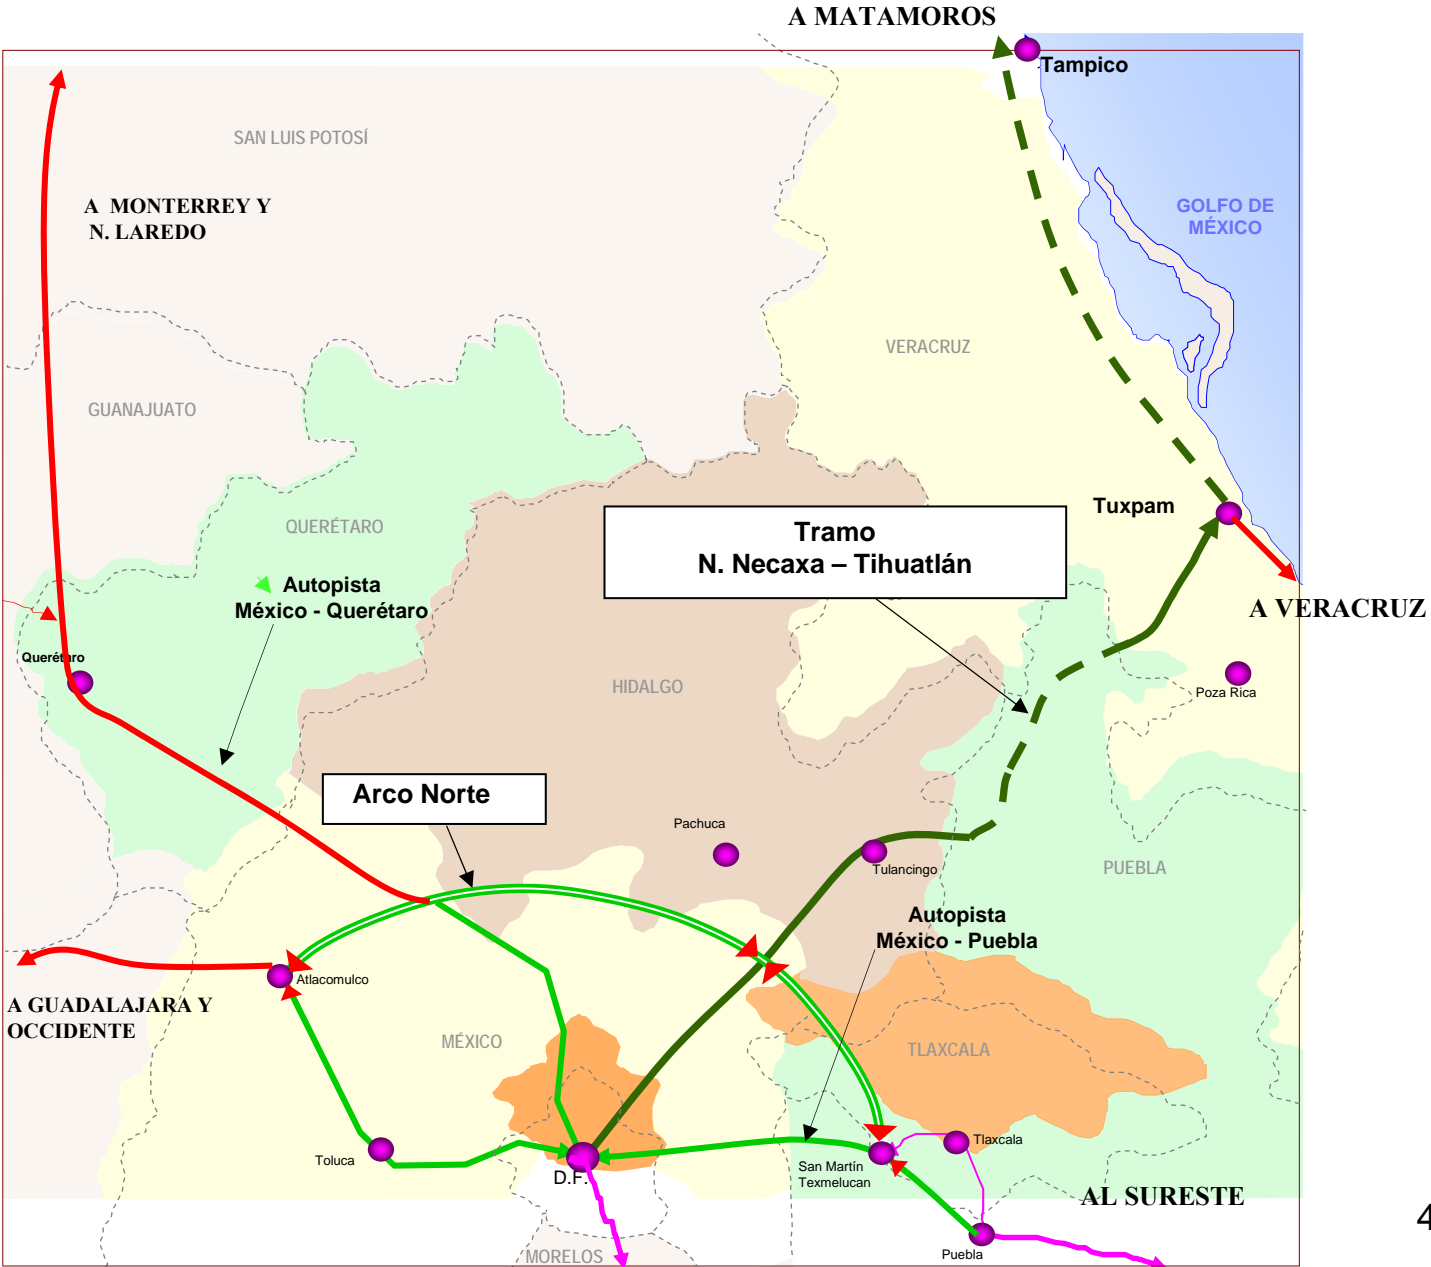 A MATAMOROS
Tampico
SAN LUIS POTOSÍ
A MONTERREY Y
N. LAREDO
GOLFO DE
MÉXICO
VERACRUZ
GUANAJUATO
Tuxpam
QUERÉTARO
Tramo
N. Necaxa – Tihuatlán
Autopista
México - Querétaro
A VERACRUZ
Querétaro
HIDALGO
Poza Rica
Arco Norte
Pachuca
Tulancingo
PUEBLA
Autopista
México - Puebla
Atlacomulco
A GUADALAJARA Y
OCCIDENTE
MÉXICO
TLAXCALA
Toluca
D.F.
San Martín
Texmelucan
Tlaxcala
AL SURESTE
Puebla
MORELOS
4